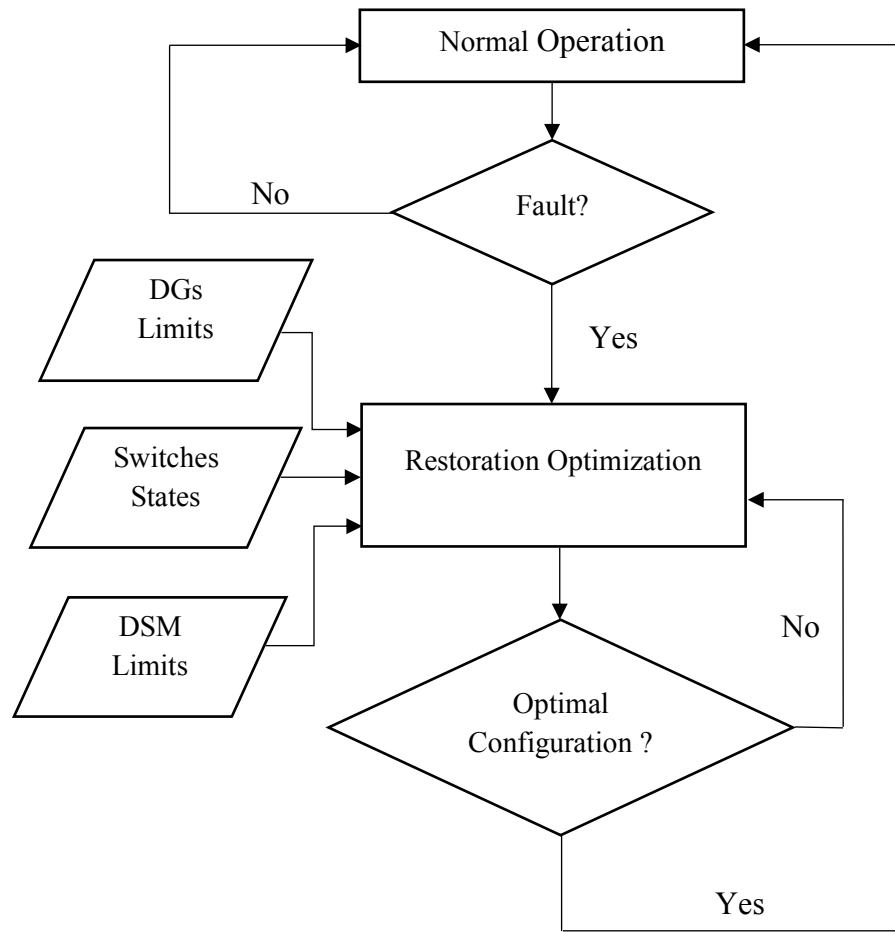 Normal Operation
No
Fault?
DGs
Limits
Yes
Switches
States
Restoration Optimization
DSM
Limits
No
Optimal
Configuration ?
Yes